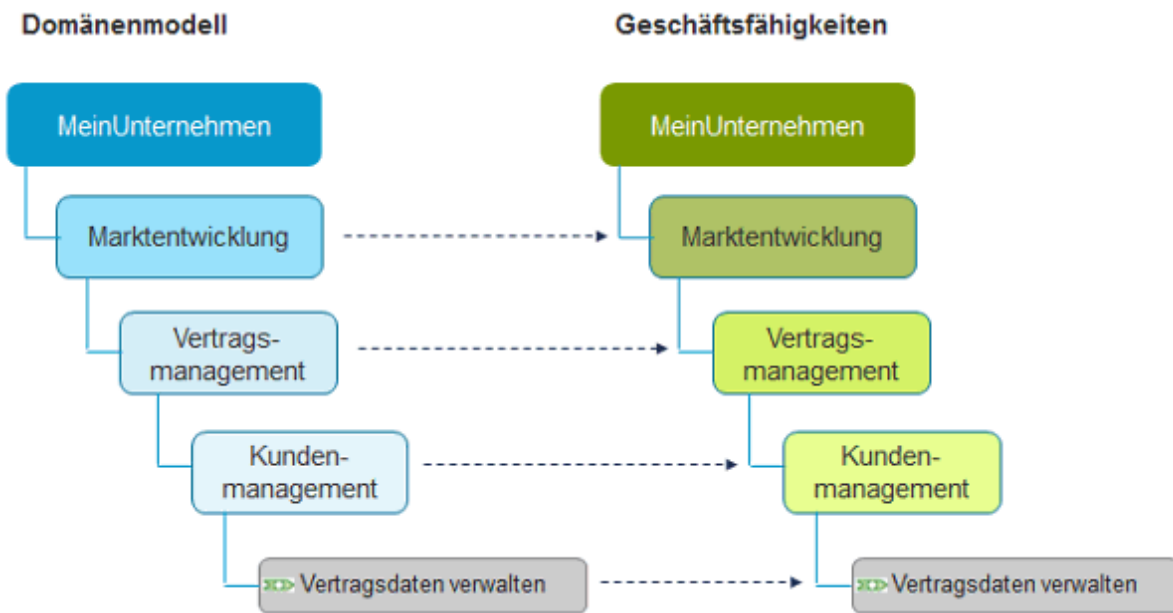 Domänenmodell
Geschäftsfähigkeiten
MeinUnternehmen
MeinUnternehmen
Marktentwicklung
Marktentwicklung
Vertrags-
management
Vertrags-
management
Kunden-
management
Kunden-
management
Vertragsdaten verwalten
Vertragsdaten verwalten